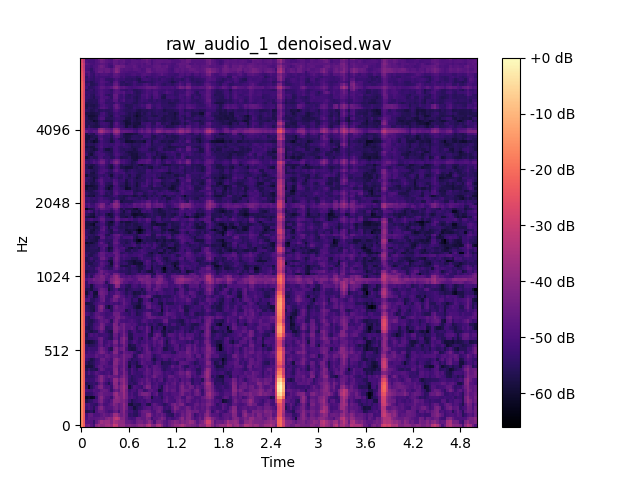 raw_audio_1_denoised.wav
Hz
4096
2048
1024
512
0
0 0.6 1.2 1.8 2.4 3 3.6 4.2 4.8
Time
+0 dB
-10 dB
-20 dB
-30 dB
-40 dB
-50 dB
-60 dB